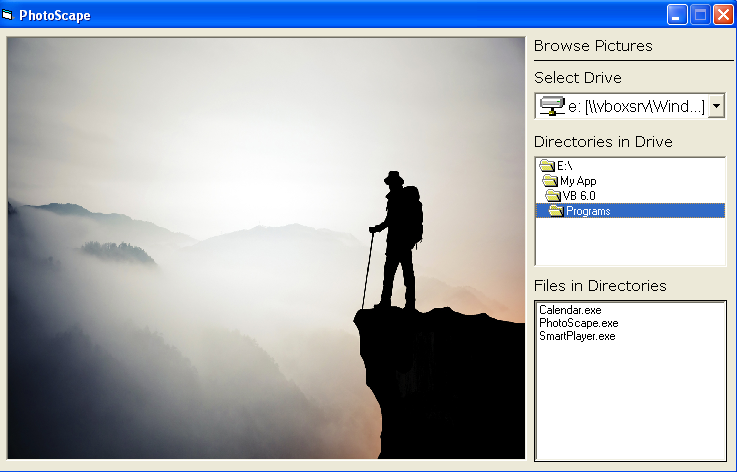 PhotoScape
Browse Pictures
Select Drive
e: [\\vboxsrv\Wind...]
Directories in Drive
E:\
My App
VB 6.0
Programs
Files in Directories
Calendar.exe
PhotoScape.exe
SmartPlayer.exe